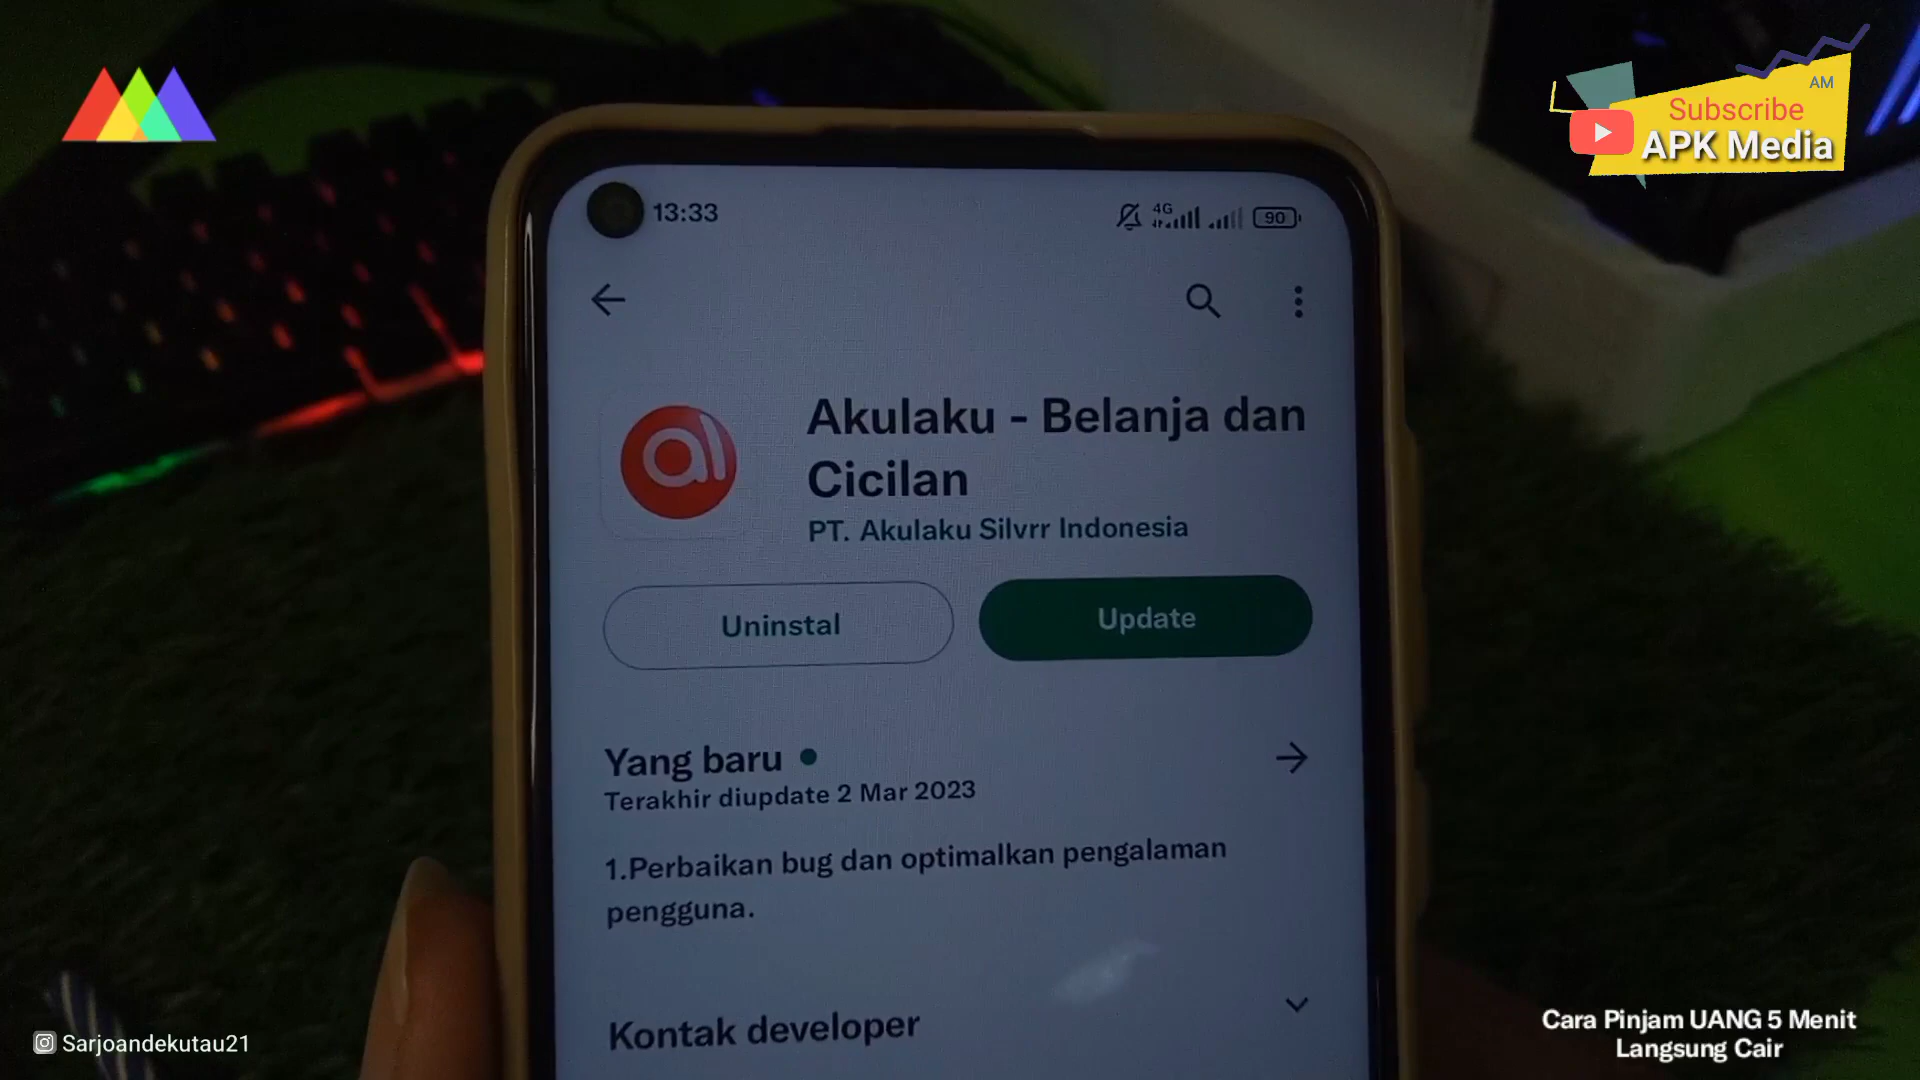 AM
Subscribe
APK Media
13:33
4G
90
Akulaku - Belanja dan
Cicilan
PT. Akulaku Silvrr Indonesia
Uninstal
Update
Yang baru
Terakhir diupdate 2 Mar 2023
1.Perbaikan bug dan optimalkan pengalaman
pengguna.
Kontak developer
Sarjoandekutau21
Cara Pinjam UANG 5 Menit
Langsung Cair